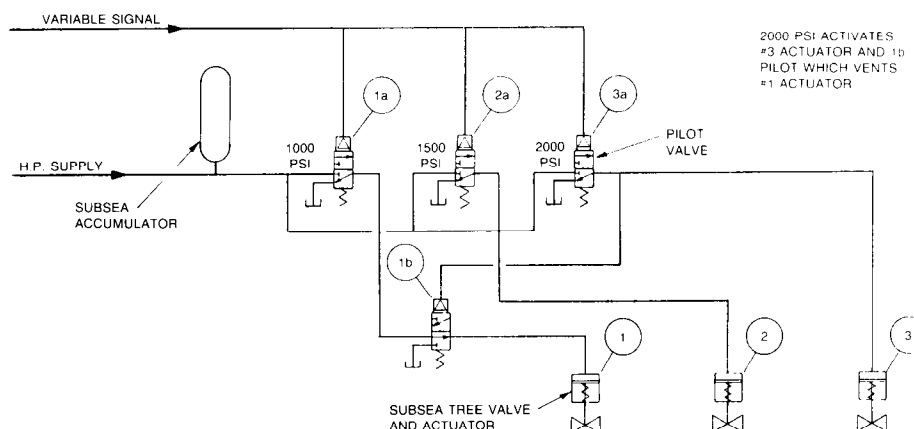 VARIABLE SIGNAL
2000 PSI ACTIVATES
#3 ACTUATOR AND 1b
PILOT WHICH VENTS
#1 ACTUATOR
1a
2a
3a
1000
PSI
1500
PSI
2000
PSI
PILOT
VALVE
H.P. SUPPLY
SUBSEA
ACCUMULATOR
1b
1
2
3
SUBSEA TREE VALVE
AND ACTUATOR